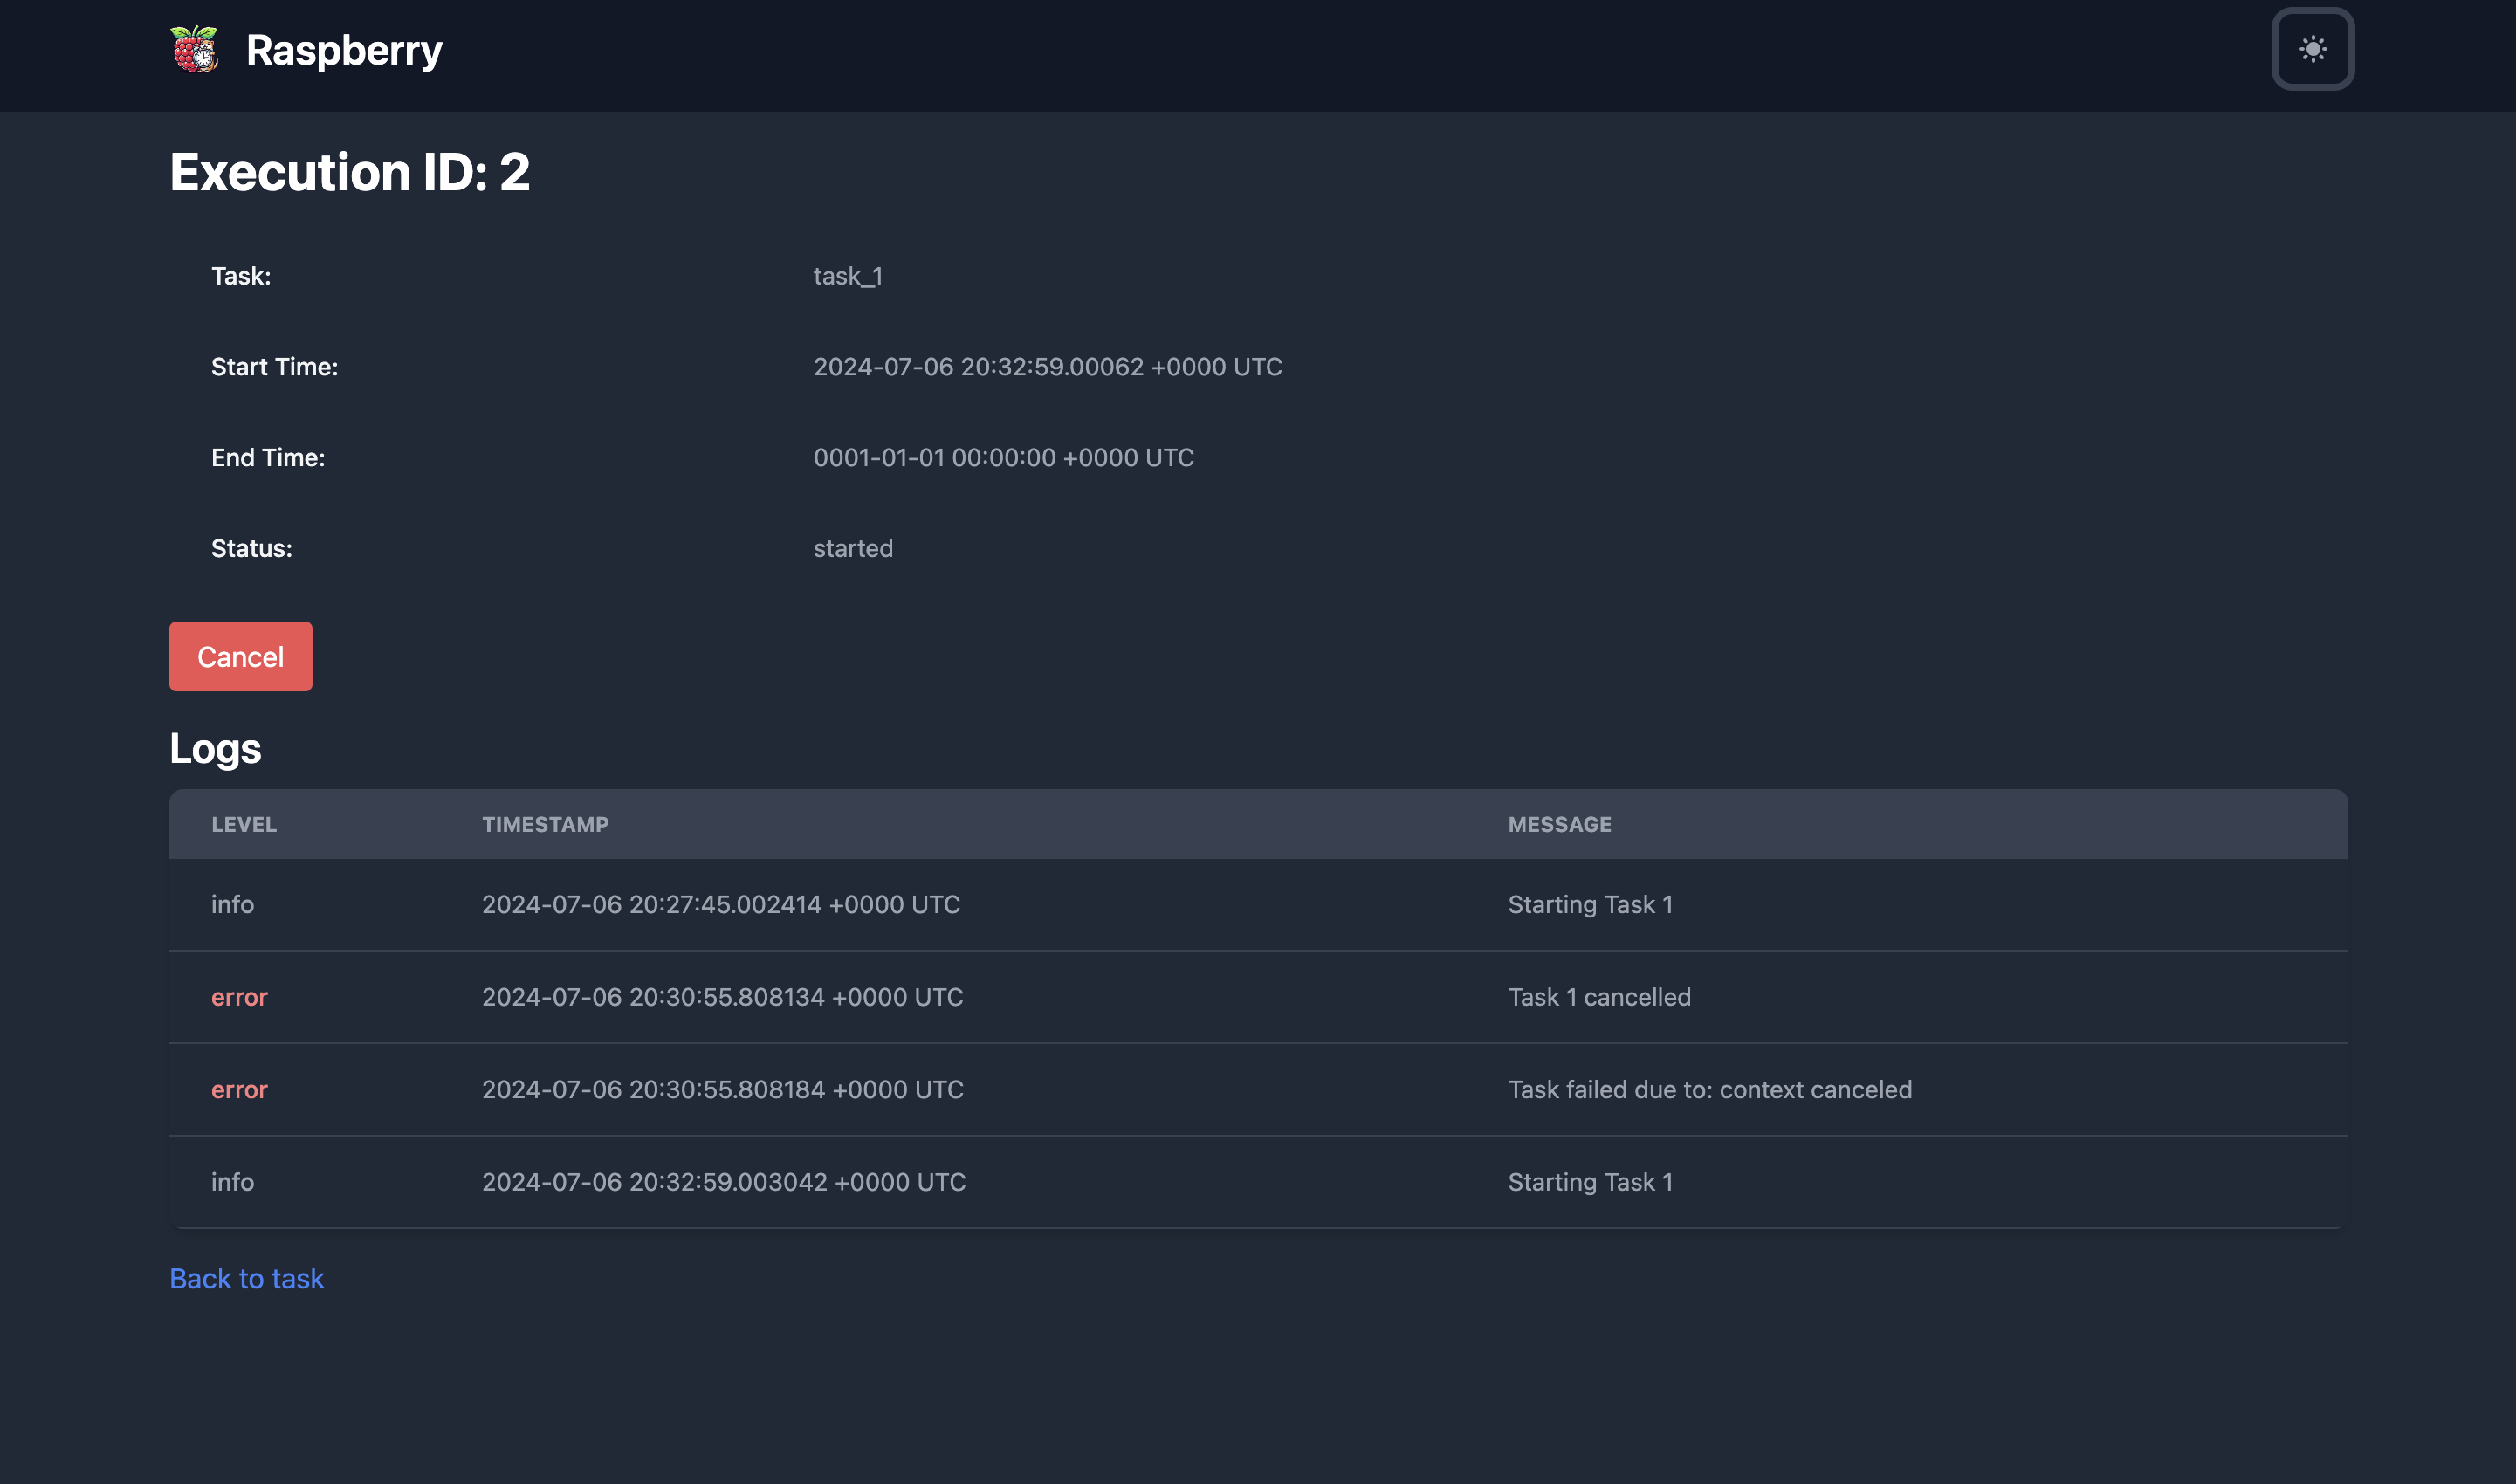 Raspberry
Execution ID: 2
Task: task_1
Start Time: 2024-07-06 20:32:59.00062 +0000 UTC
End Time: 0001-01-01 00:00:00 +0000 UTC
Status: started
Cancel
Logs
LEVEL TIMESTAMP MESSAGE
info 2024-07-06 20:27:45.002414 +0000 UTC Starting Task 1
error 2024-07-06 20:30:55.808134 +0000 UTC Task 1 cancelled
error 2024-07-06 20:30:55.808184 +0000 UTC Task failed due to: context canceled
info 2024-07-06 20:32:59.003042 +0000 UTC Starting Task 1
Back to task